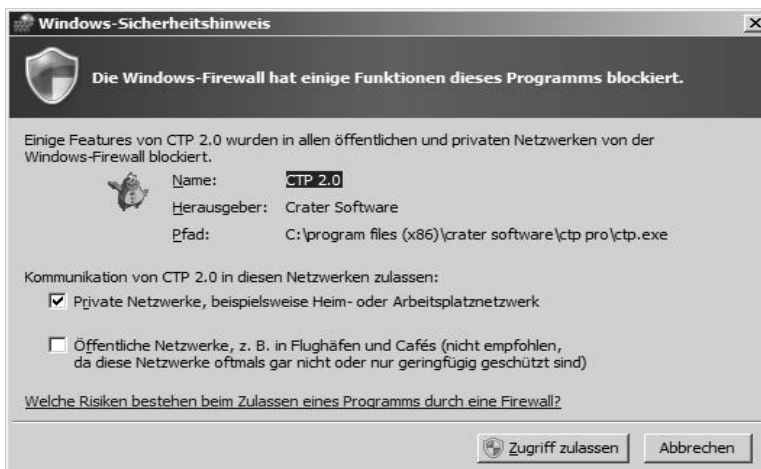 Windows-Sicherheitshinweis
Die Windows-Firewall hat einige Funktionen dieses Programms blockiert.
Einige Features von CTP 2.0 wurden in allen öffentlichen und privaten Netzwerken von der
Windows-Firewall blockiert.
Name: CTP 2.0
Herausgeber: Crater Software
Pfad: C:\program files (x86)\crater software\ctp pro\ctp.exe
Kommunikation von CTP 2.0 in diesen Netzwerken zulassen:
Private Netzwerke, beispielsweise Heim- oder Arbeitsplatznetzwerk
Öffentliche Netzwerke, z. B. in Flughäfen und Cafés (nicht empfohlen,
da diese Netzwerke oftmals gar nicht oder nur geringfügig geschützt sind)
Welche Risiken bestehen beim Zulassen eines Programms durch eine Firewall?
Zugriff zulassen Abbrechen